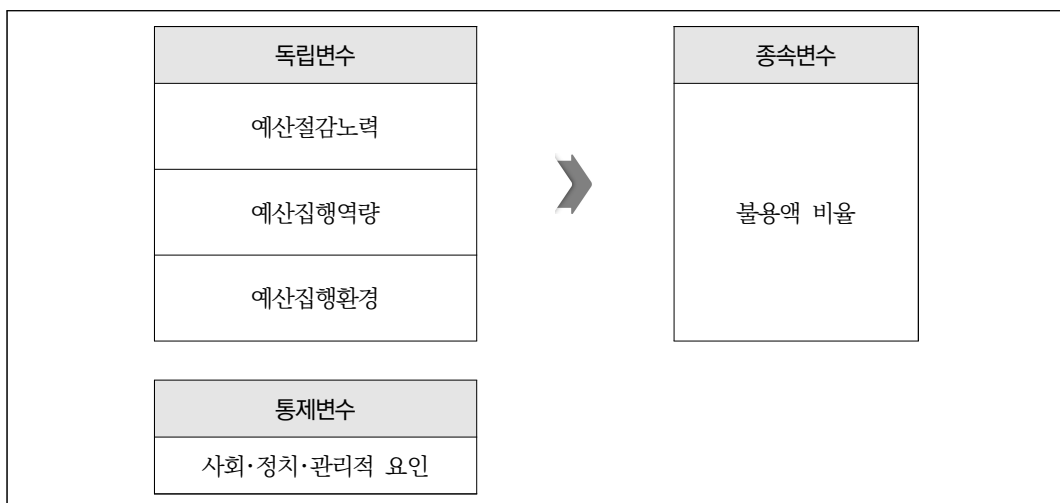 독립변수
예산절감노력
예산집행역량
예산집행환경
종속변수
불용액 비율
통제변수
사회·정치·관리적 요인